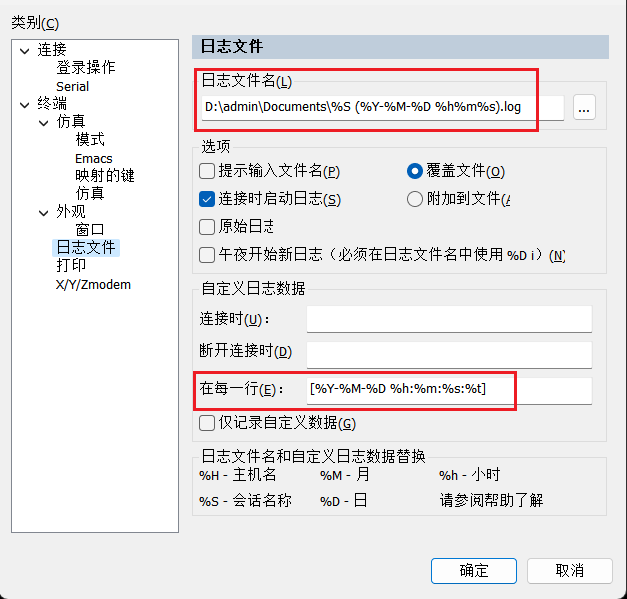 类别(C)
连接
登录操作
Serial
终端
仿真
模式
Emacs
映射的键
仿真
外观
窗口
日志文件
打印
X/Y/Zmodem
日志文件
日志文件名(L)
D:\admin\Documents\%S (%Y-%M-%D %h%m%s).log
...
选项
提示输入文件名(P)
覆盖文件(O)
连接时启动日志(S)
附加到文件(A
原始日志
午夜开始新日志（必须在日志文件名中使用 %D i）(N)
自定义日志数据
连接时(U)：
断开连接时(D)
在每一行(E)： [%Y-%M-%D %h:%m:%s:%t]
仅记录自定义数据(G)
日志文件名和自定义日志数据替换
%H - 主机名 %M - 月 %h - 小时
%S - 会话名称 %D - 日 请参阅帮助了解
确定 取消